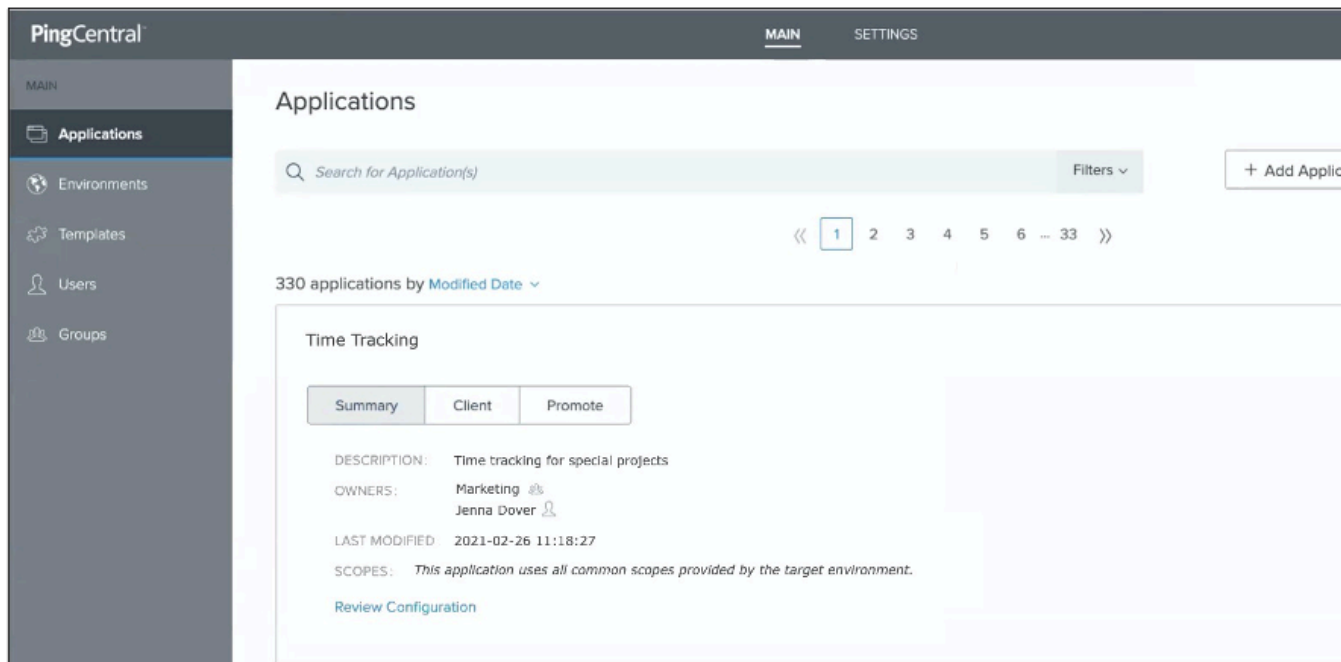 PingCentral
MAIN SETTINGS
MAIN
Applications
Environments
Templates
Users
Groups
Applications
Search for Application(s) Filters
+ Add Applic
« 1 2 3 4 5 6 ... 33 »
330 applications by Modified Date
Time Tracking
Summary Client Promote
DESCRIPTION: Time tracking for special projects
OWNERS: Marketing
Jenna Dover
LAST MODIFIED 2021-02-26 11:18:27
SCOPES: This application uses all common scopes provided by the target environment.
Review Configuration